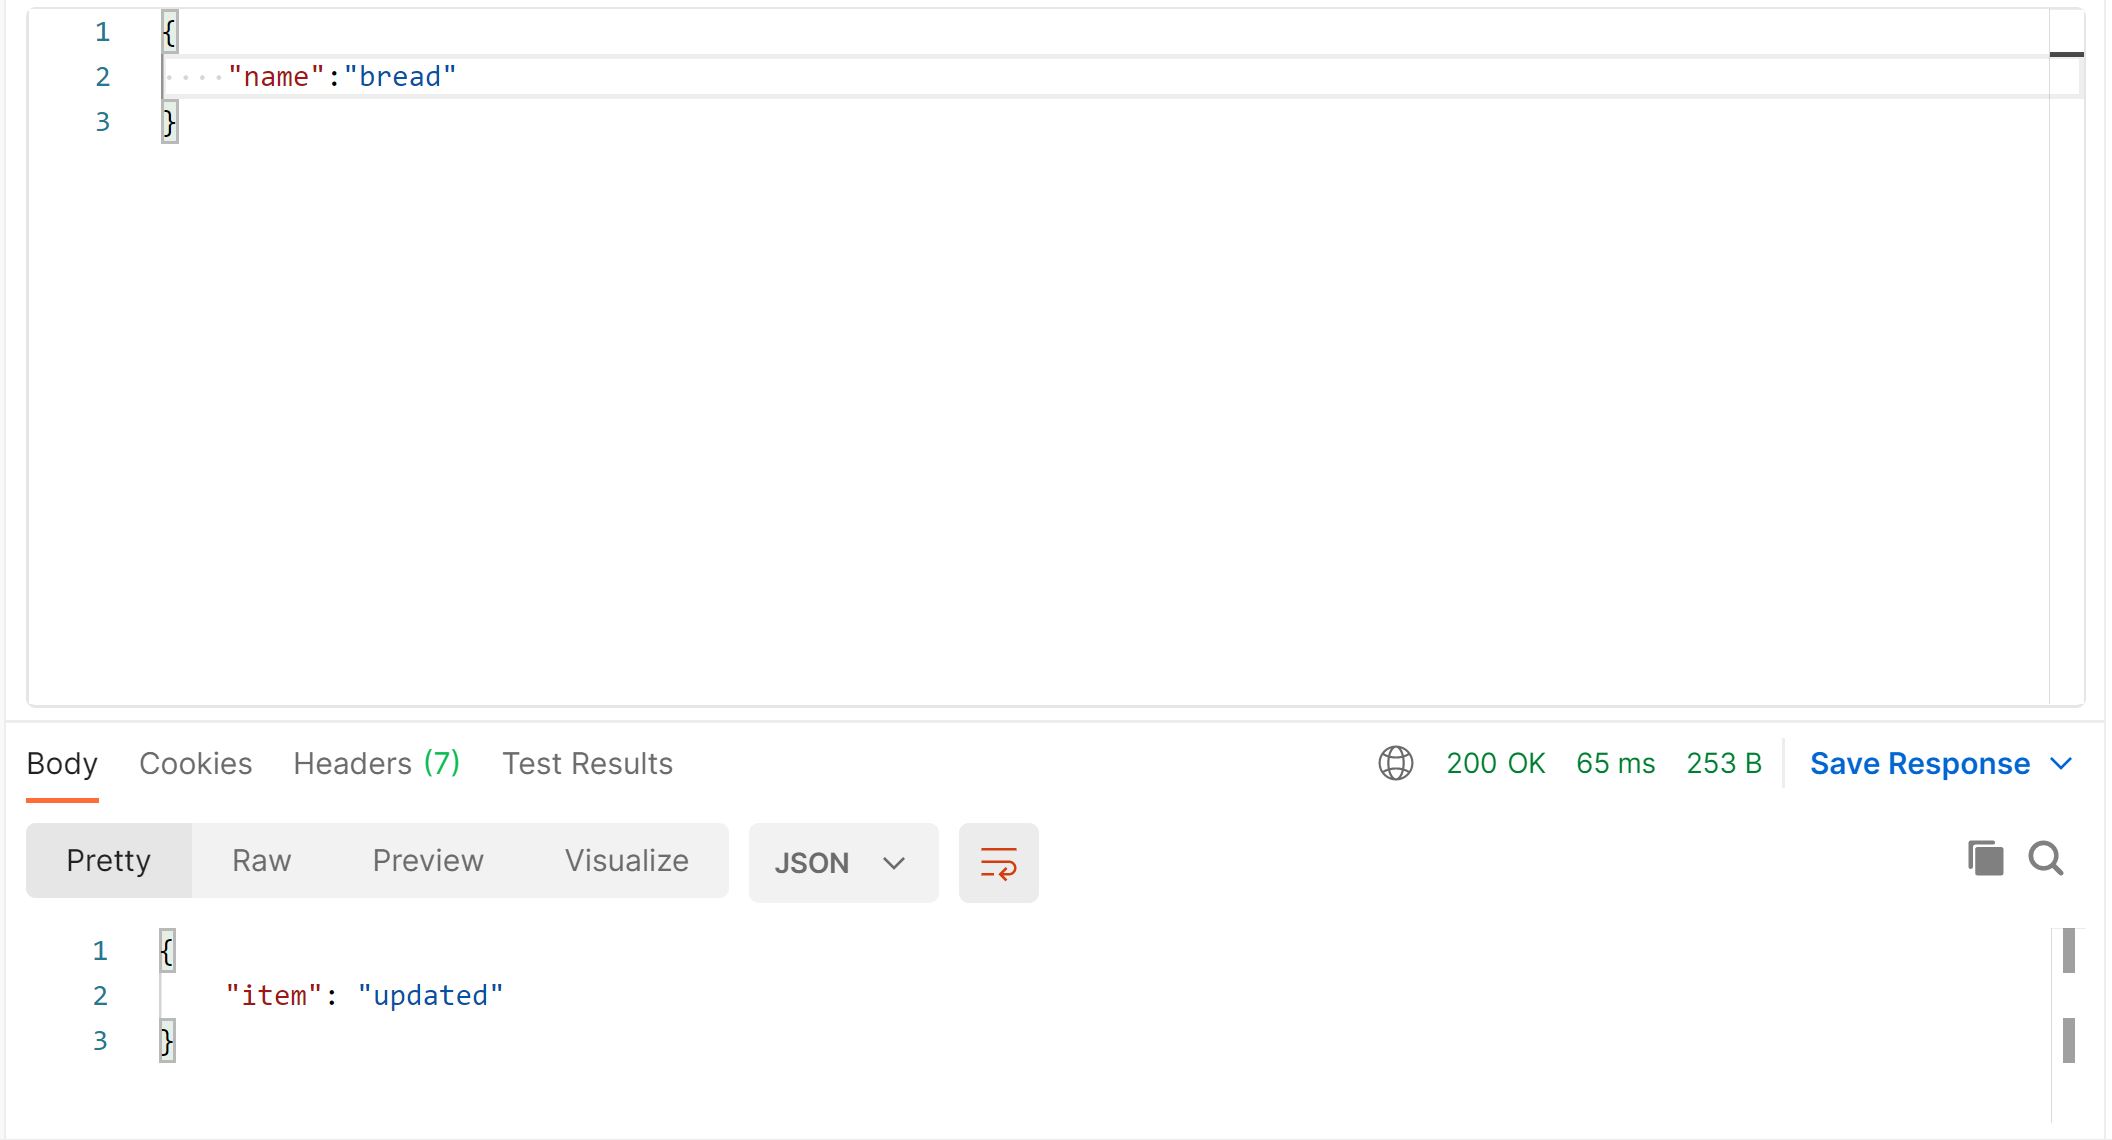 1 {
2 "name":"bread"
3 }
Body Cookies Headers (7) Test Results 200 OK 65 ms 253 B Save Response
Pretty Raw Preview Visualize JSON
1 {
2 "item": "updated"
3 }